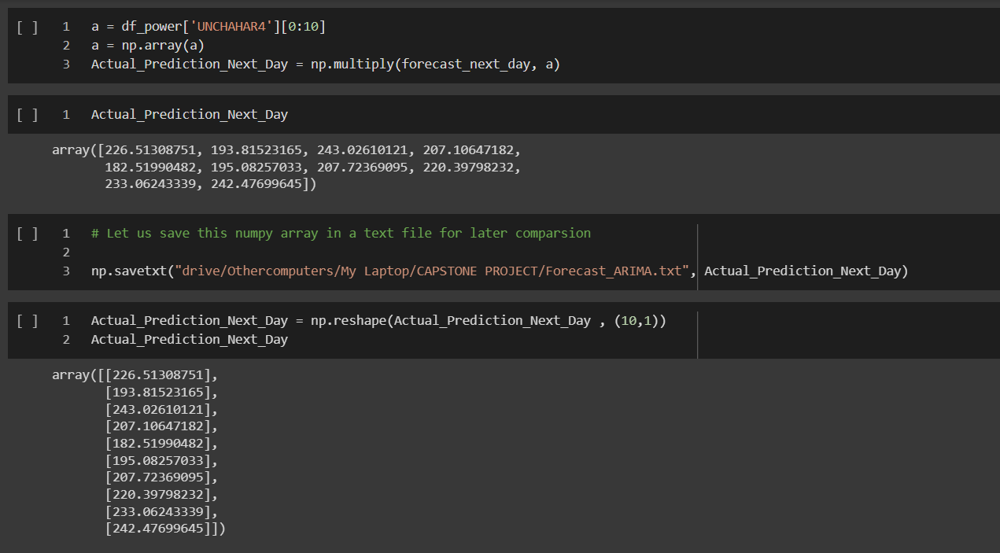 [ ] 1 a = df_power['UNCHAHAR4'][0:10]
2 a = np.array(a)
3 Actual_Prediction_Next_Day = np.multiply(forecast_next_day, a)
[ ] 1 Actual_Prediction_Next_Day
array([226.51308751, 193.81523165, 243.02610121, 207.10647182,
182.51990482, 195.08257033, 207.72369095, 220.39798232,
233.06243339, 242.47699645])
[ ] 1 # Let us save this numpy array in a text file for later comparsion
2
3 np.savetxt("drive/Othercomputers/My Laptop/CAPSTONE PROJECT/Forecast_ARIMA.txt", Actual_Prediction_Next_Day)
[ ] 1 Actual_Prediction_Next_Day = np.reshape(Actual_Prediction_Next_Day , (10,1))
2 Actual_Prediction_Next_Day
array([[226.51308751],
[193.81523165],
[243.02610121],
[207.10647182],
[182.51990482],
[195.08257033],
[207.72369095],
[220.39798232],
[233.06243339],
[242.47699645]])